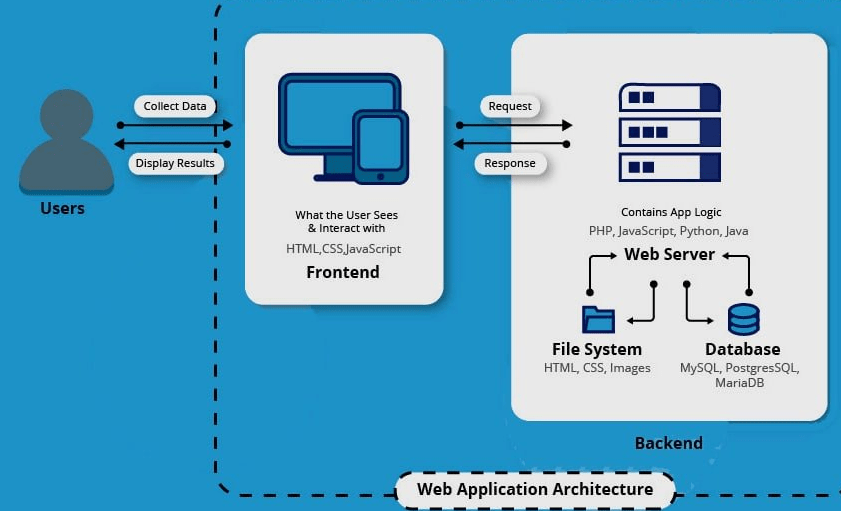 Collect Data
Display Results
Users
What the User Sees
& Interact with
HTML,CSS,JavaScript
Frontend
Request
Response
Contains App Logic
PHP, JavaScript, Python, Java
Web Server
File System
HTML, CSS, Images
Database
MySQL, PostgresSQL,
MariaDB
Backend
Web Application Architecture